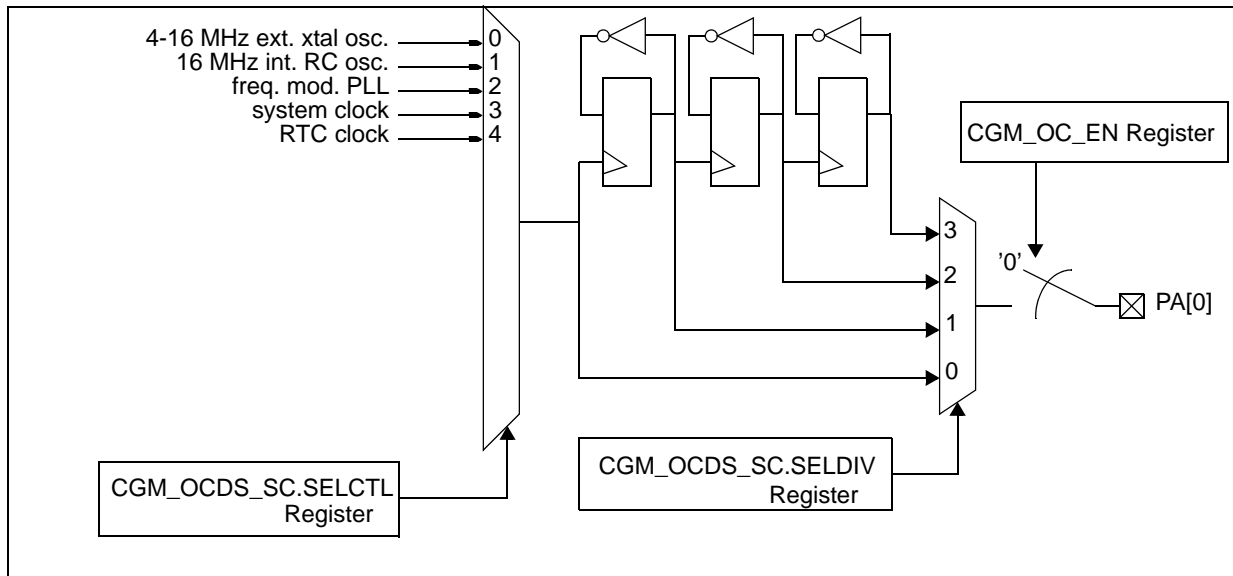 4-16 MHz ext. xtal osc.
16 MHz int. RC osc.
freq. mod. PLL
system clock
RTC clock
0
1
2
3
4
CGM_OC_EN Register
3
2
1
0
'0'
PA[0]
CGM_OCDS_SC.SELCTL
Register
CGM_OCDS_SC.SELDIV
Register